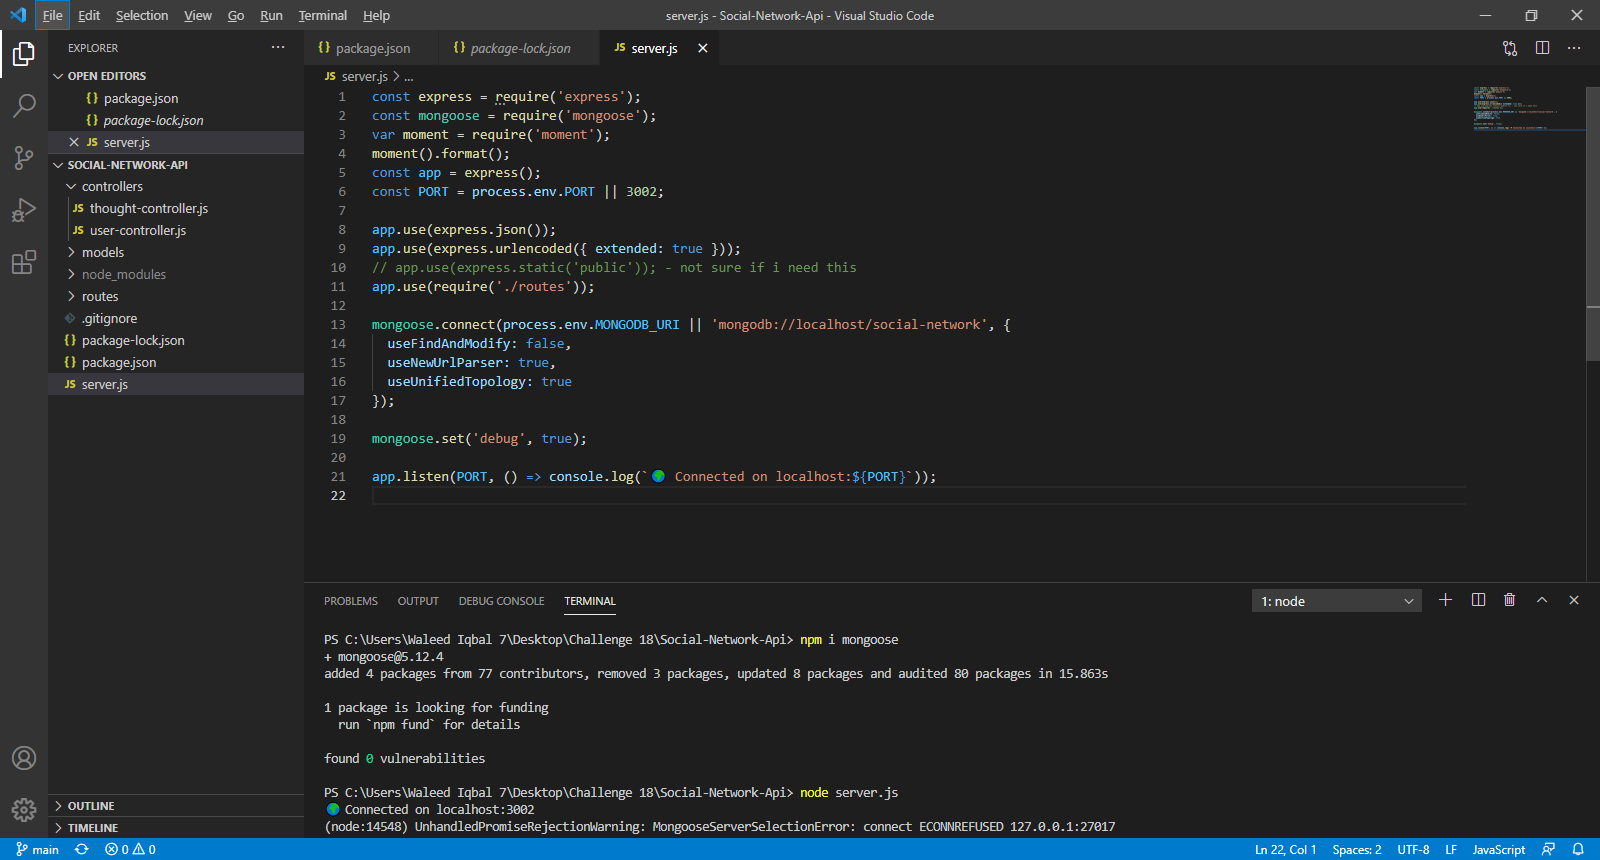 File Edit Selection View Go Run Terminal Help
server.js - Social-Network-Api - Visual Studio Code
EXPLORER
OPEN EDITORS
{} package.json
{} package-lock.json
JS server.js
SOCIAL-NETWORK-API
controllers
JS thought-controller.js
JS user-controller.js
models
node_modules
routes
.gitignore
{} package-lock.json
{} package.json
JS server.js
OUTLINE
TIMELINE
{} package.json {} package-lock.json JS server.js
JS server.js > ...
1 const express = require('express');
2 const mongoose = require('mongoose');
3 var moment = require('moment');
4 moment().format();
5 const app = express();
6 const PORT = process.env.PORT || 3002;
7
8 app.use(express.json());
9 app.use(express.urlencoded({ extended: true }));
10 // app.use(express.static('public')); - not sure if i need this
11 app.use(require('./routes'));
12
13 mongoose.connect(process.env.MONGODB_URI || 'mongodb://localhost/social-network', {
14   useFindAndModify: false,
15   useNewUrlParser: true,
16   useUnifiedTopology: true
17 });
18
19 mongoose.set('debug', true);
20
21 app.listen(PORT, () => console.log(`🌍 Connected on localhost:${PORT}`));
22
PROBLEMS OUTPUT DEBUG CONSOLE TERMINAL
1: node
PS C:\Users\Waleed Iqbal 7\Desktop\Challenge 18\Social-Network-Api> npm i mongoose
+ mongoose@5.12.4
added 4 packages from 77 contributors, removed 3 packages, updated 8 packages and audited 80 packages in 15.863s
1 package is looking for funding
  run `npm fund` for details
found 0 vulnerabilities
PS C:\Users\Waleed Iqbal 7\Desktop\Challenge 18\Social-Network-Api> node server.js
🌍 Connected on localhost:3002
(node:14548) UnhandledPromiseRejectionWarning: MongooseServerSelectionError: connect ECONNREFUSED 127.0.0.1:27017
main 0 0 Ln 22, Col 1 Spaces: 2 UTF-8 LF JavaScript